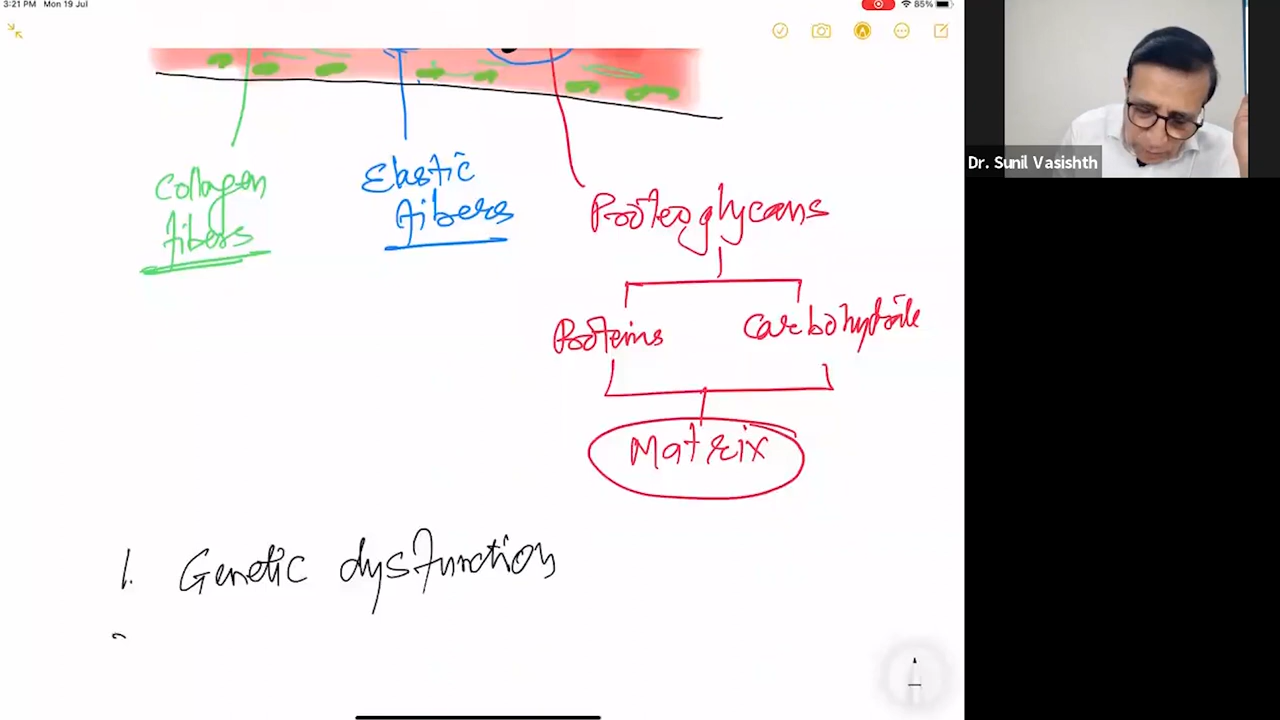 3:21 PM Mon 19 Jul
85%
Dr. Sunil Vasishth
Collagen
fibers
Elastic
fibers
Proteoglycans
Proteins
Carbohydrate
Matrix
1. Genetic dysfunction